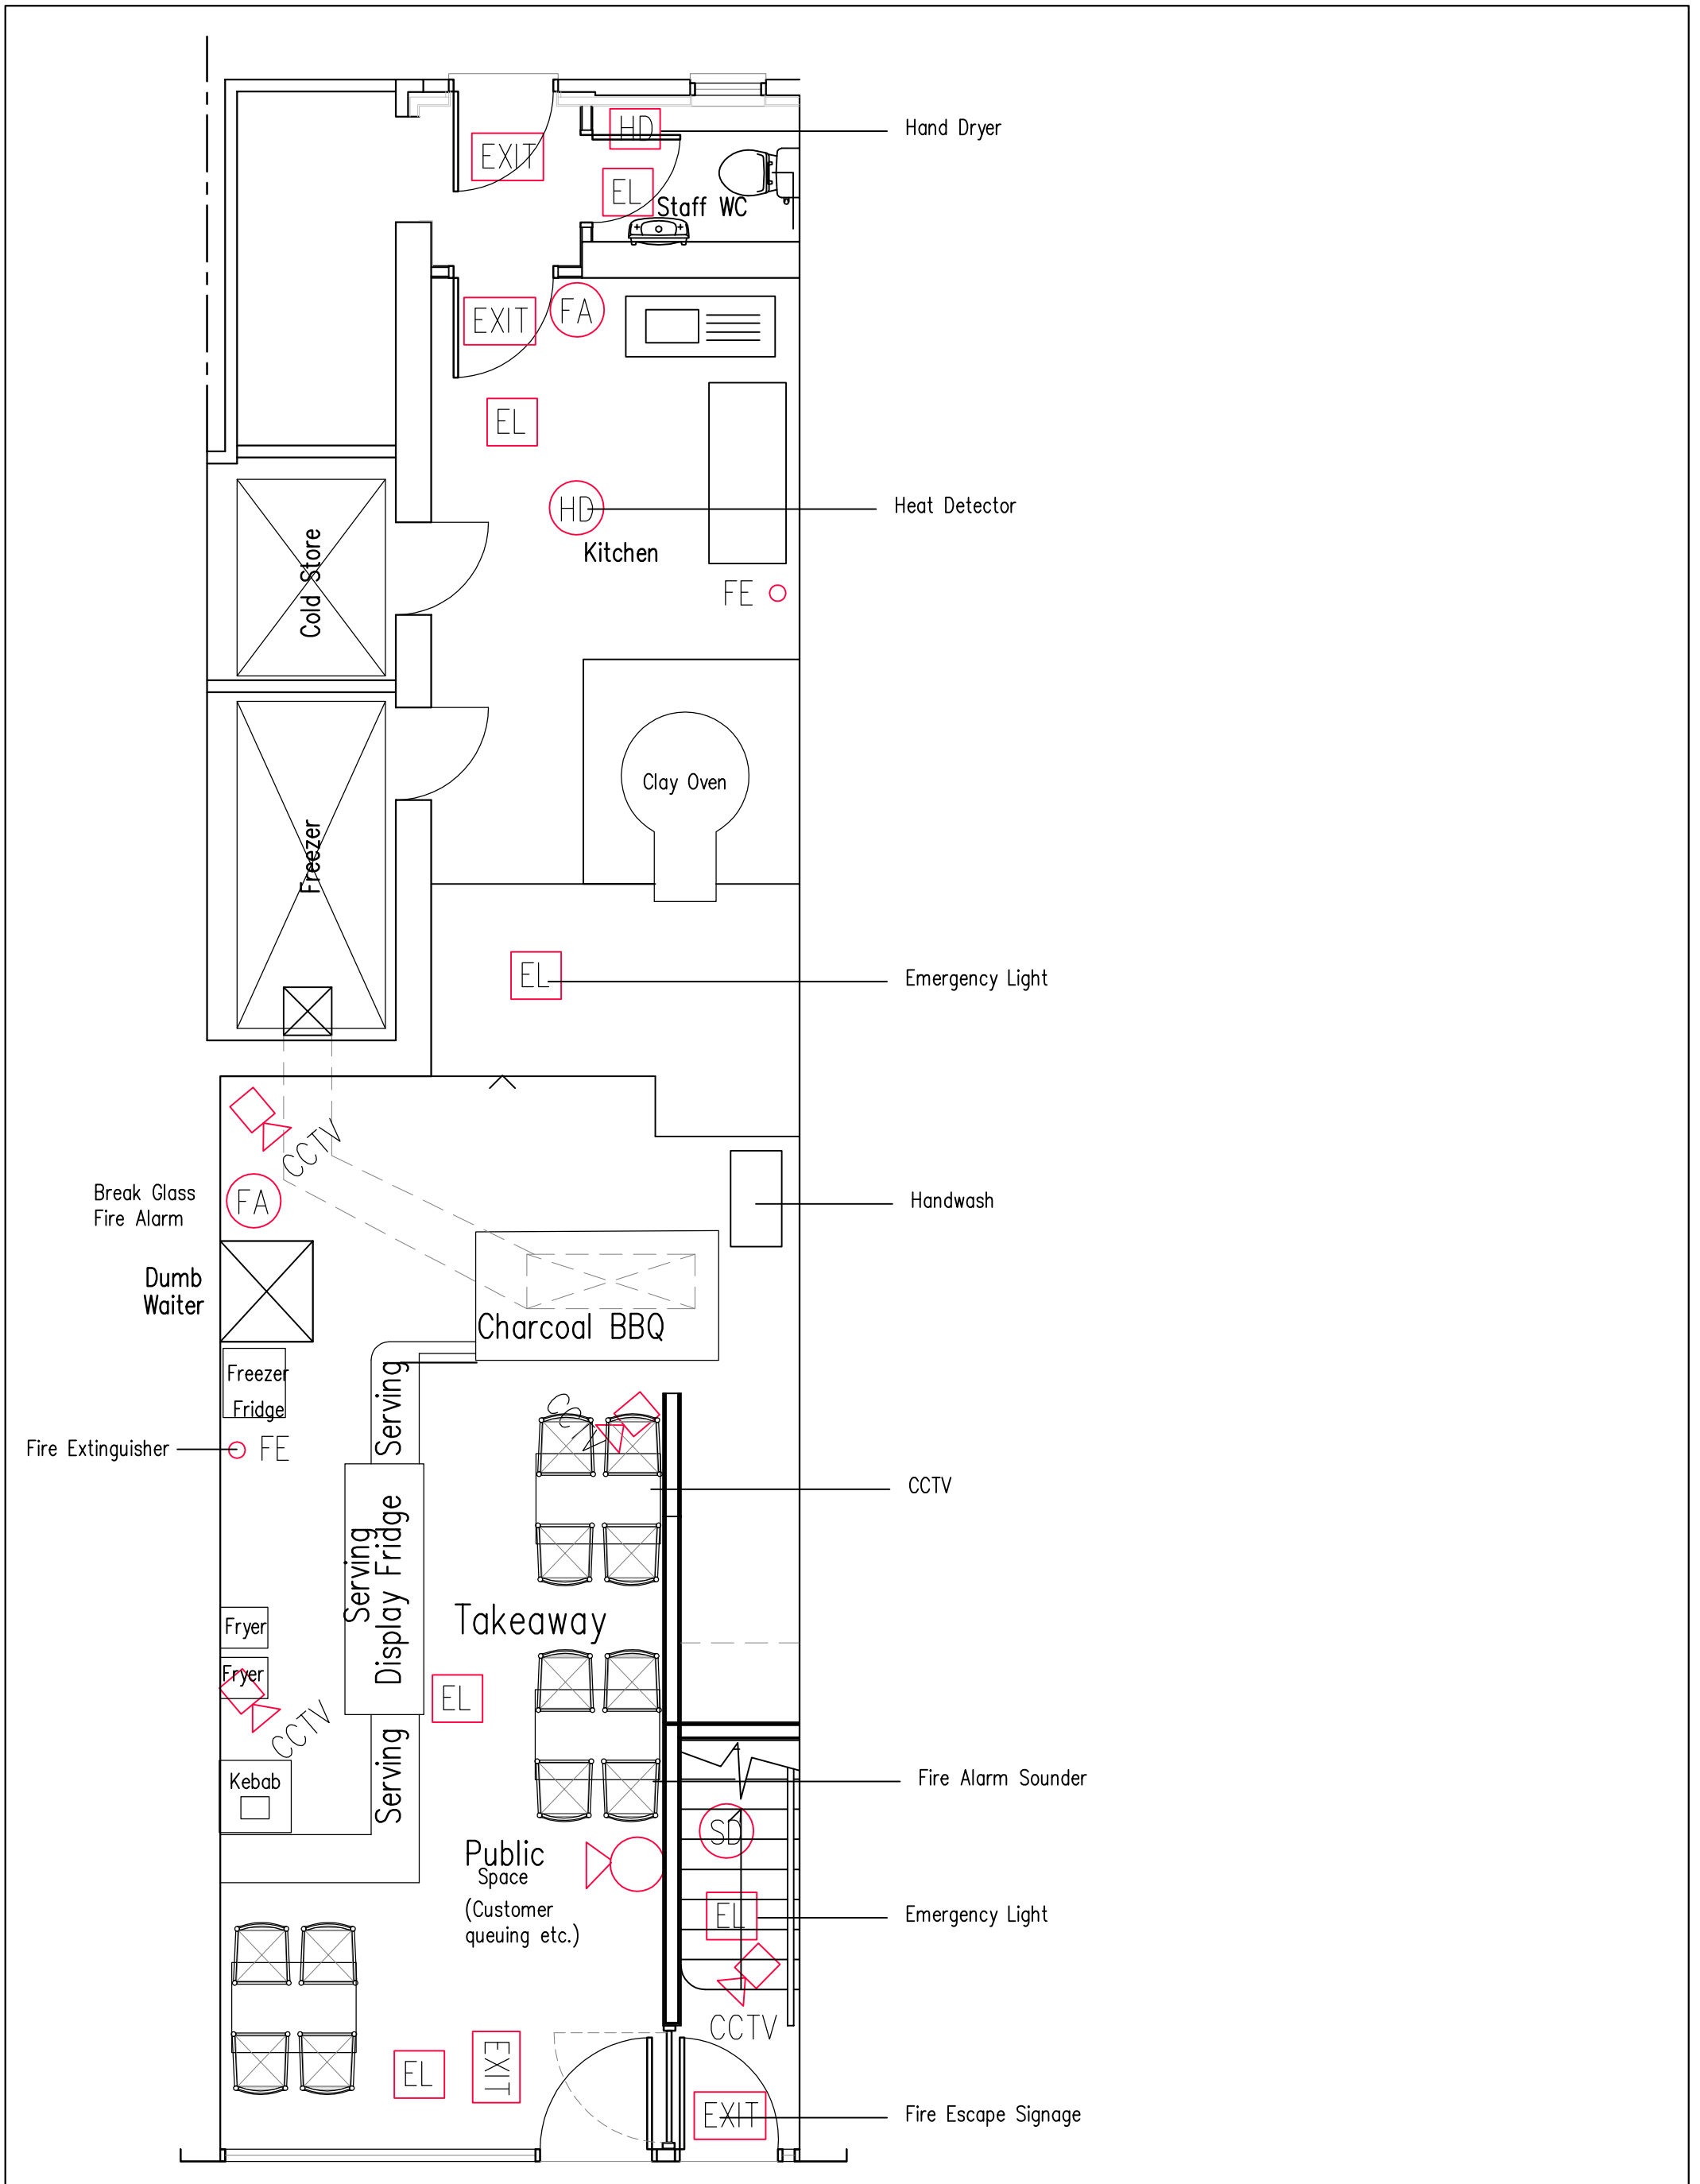 HD
Hand Dryer
EXIT
EL
Staff WC
EXIT
FA
EL
HD
Heat Detector
Cold Store
Kitchen
FE
Clay Oven
Freezer
EL
Emergency Light
CCTV
Break Glass
Fire Alarm
FA
Handwash
Dumb
Waiter
Charcoal BBQ
Freezer
Fridge
Serving
CCTV
Fire Extinguisher
FE
CCTV
Serving
Display Fridge
Takeaway
Fryer
Fryer
EL
CCTV
Serving
Kebab
Fire Alarm Sounder
SD
Public
Space
(Customer
queuing etc.)
EL
Emergency Light
CCTV
EL
EXIT
EXIT
Fire Escape Signage